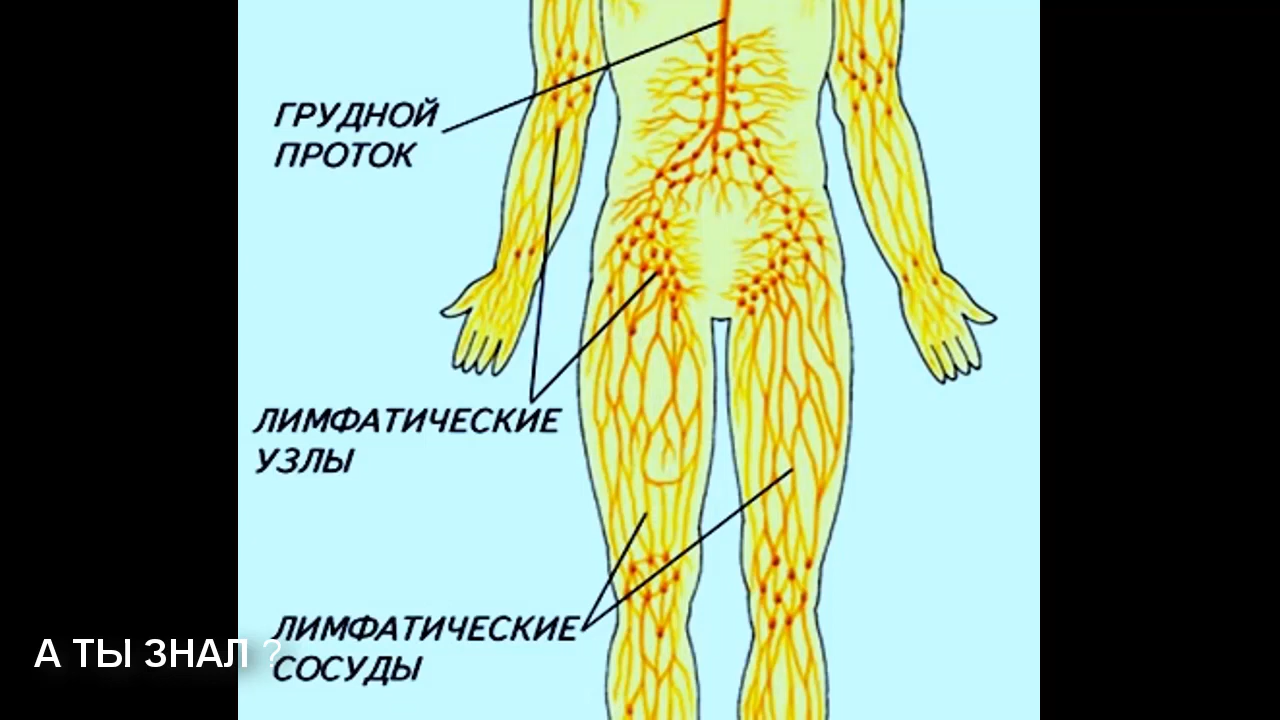 ГРУДНОЙ
ПРОТОК
ЛИМФАТИЧЕСКИЕ
УЗЛЫ
ЛИМФАТИЧЕСКИЕ
СОСУДЫ
А ТЫ ЗНАЛ ?